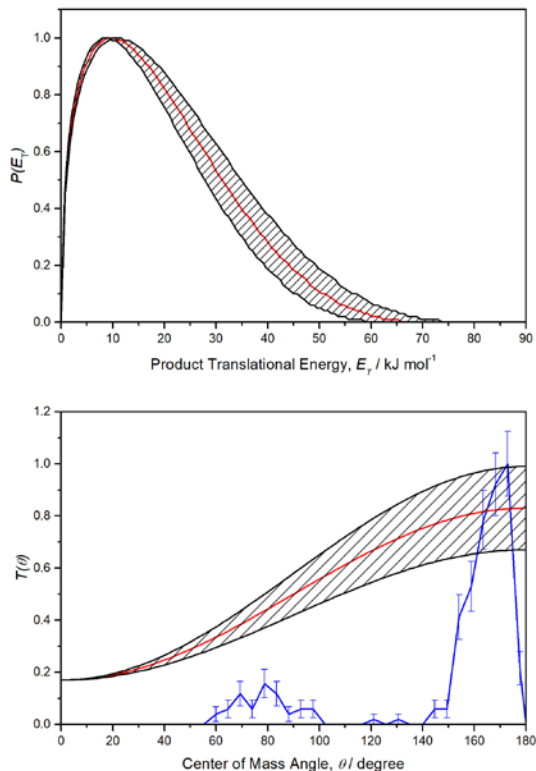 1.0
0.8
0.6
0.4
0.2
0.0
P(E_T)
0 10 20 30 40 50 60 70 80 90
Product Translational Energy, E_T / kJ mol⁻¹
1.2
1.0
0.8
0.6
0.4
0.2
0.0
T(θ)
0 20 40 60 80 100 120 140 160 180
Center of Mass Angle, θ / degree